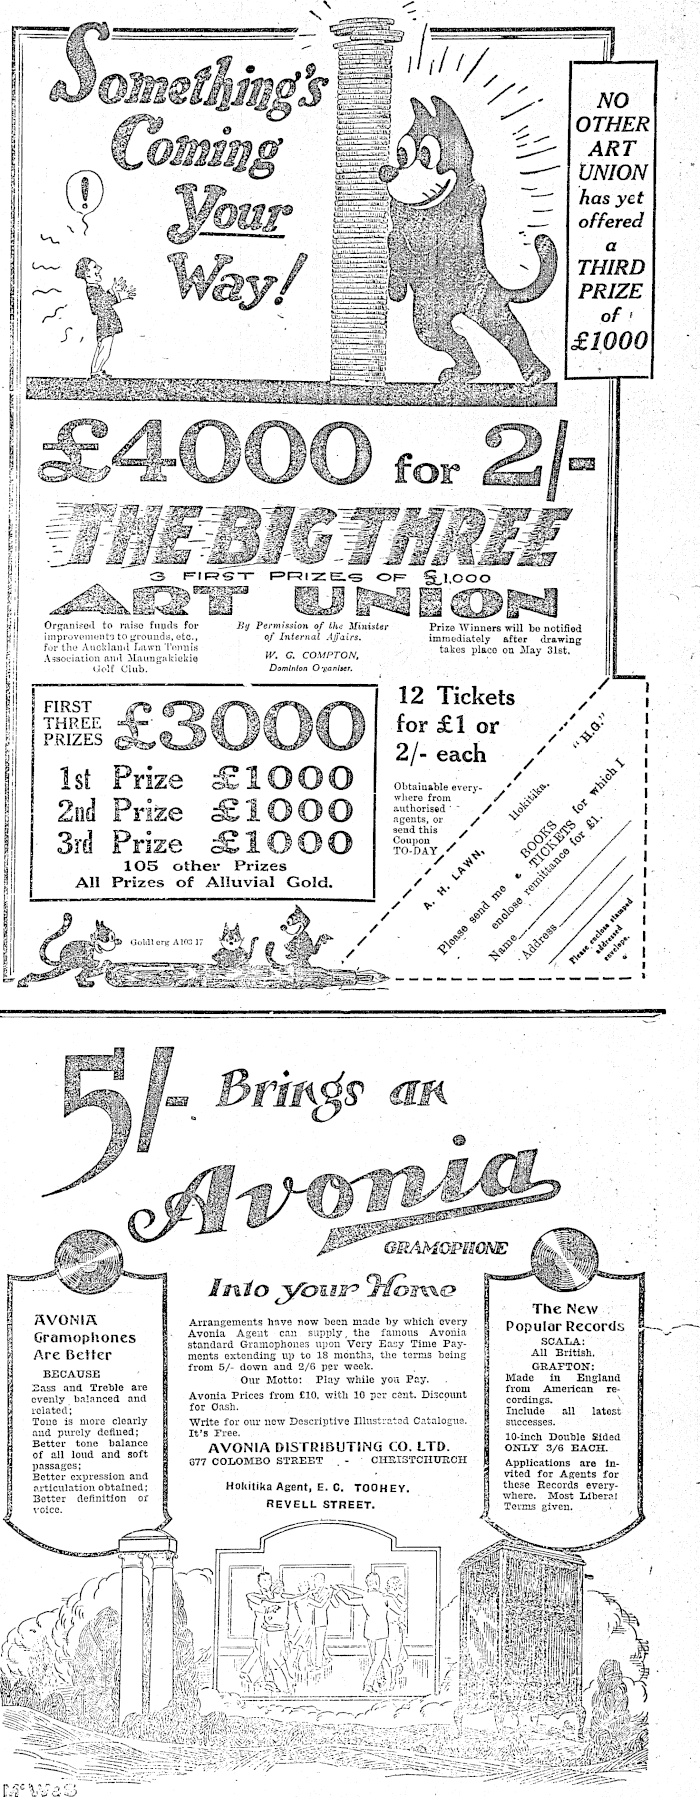 Something's
Coming
Your
Way!
!
NO
OTHER
ART
UNION
has yet
offered
a
THIRD
PRIZE
of
£1000
£4000 for 2/-
THE BIG THREE
3 FIRST PRIZES OF £1,000
ART UNION
Organised to raise funds for
improvements to grounds, etc.,
for the Auckland Lawn Tennis
Association and Maungakiekie
Golf Club.
By Permission of the Minister
of Internal Affairs.
W. G. COMPTON,
Dominion Organiser.
Prize Winners will be notified
immediately after drawing
takes place on May 31st.
FIRST
THREE
PRIZES
£3000
1st Prize £1000
2nd Prize £1000
3rd Prize £1000
105 other Prizes
All Prizes of Alluvial Gold.
12 Tickets
for £1 or
2/- each
Obtainable every-
where from
authorised
agents, or
send this
Coupon
TO-DAY
"H.G."
A. H. LAWN, Hokitika.
Please send me BOOKS TICKETS for which I
enclose remittance for £1.
Name
Address
Please enclose stamped
addressed
envelope.
Goldberg A103 17
5/- Brings an
Avonia
GRAMOPHONE
Into your Home
AVONIA
Gramophones
Are Better
BECAUSE
Bass and Treble are
evenly balanced and
related;
Tone is more clearly
and purely defined;
Better tone balance
of all loud and soft
passages;
Better expression and
articulation obtained;
Better definition of
voice.
Arrangements have now been made by which every
Avonia Agent can supply the famous Avonia
standard Gramophones upon Very Easy Time Pay-
ments extending up to 18 months, the terms being
from 5/- down and 2/6 per week.
Our Motto: Play while you Pay.
Avonia Prices from £10, with 10 per cent. Discount
for Cash.
Write for our new Descriptive Illustrated Catalogue.
It's Free.
AVONIA DISTRIBUTING CO. LTD.
677 COLOMBO STREET - CHRISTCHURCH
Hokitika Agent, E. C. TOOHEY.
REVELL STREET.
The New
Popular Records
SCALA:
All British.
GRAFTON:
Made in England
from American re-
cordings.
Include all latest
successes.
10-inch Double Sided
ONLY 3/6 EACH.
Applications are in-
vited for Agents for
these Records every-
where. Most Liberal
Terms given.